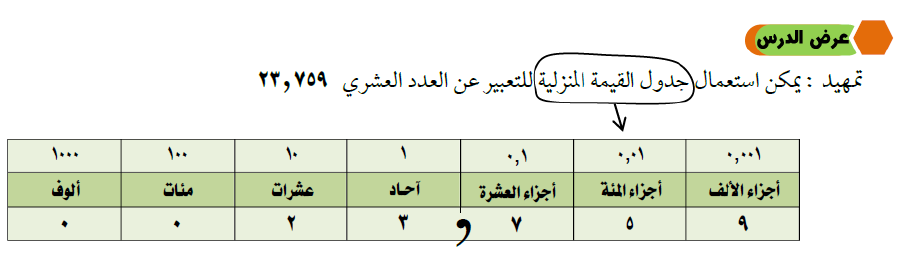 عرض الدرس
تمهيد : يمكن استعمال جدول القيمة المنزلية للتعبير عن العدد العشري ٢٣,٧٥٩
٠,٠٠١ ٠,٠١ ٠,١ ١ ١٠ ١٠٠ ١٠٠٠
أجزاء الألف أجزاء المئة أجزاء العشرة آحاد عشرات مئات ألوف
٩ ٥ ٧ , ٣ ٢ ٠ ٠